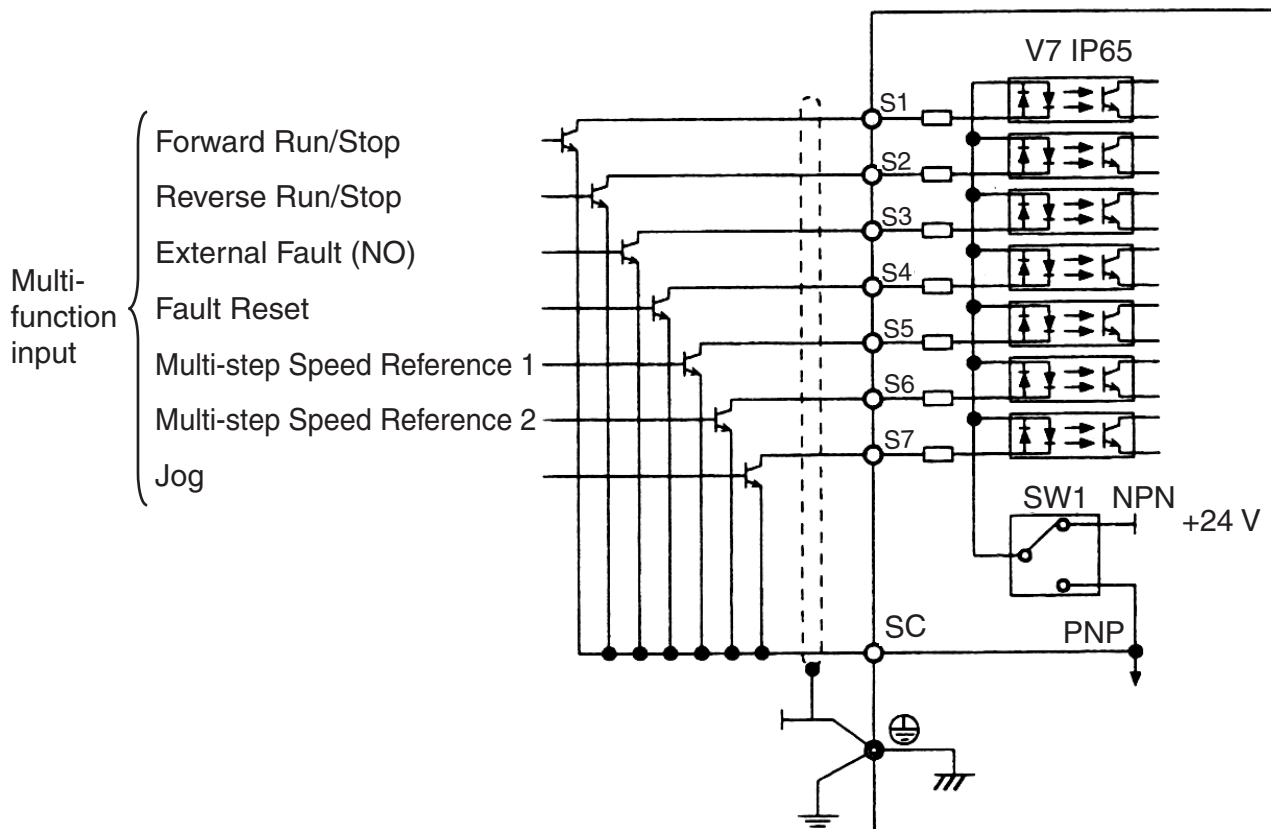 V7 IP65
S1
Forward Run/Stop
S2
Reverse Run/Stop
S3
External Fault (NO)
Multi-
function
input
S4
Fault Reset
S5
Multi-step Speed Reference 1
S6
Multi-step Speed Reference 2
S7
Jog
SW1
NPN
+24 V
SC
PNP